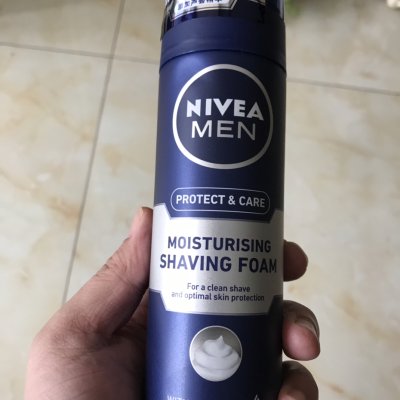 NIVEA
MEN
PROTECT & CARE
MOISTURISING
SHAVING FOAM
For a clean shave
and optimal skin protection